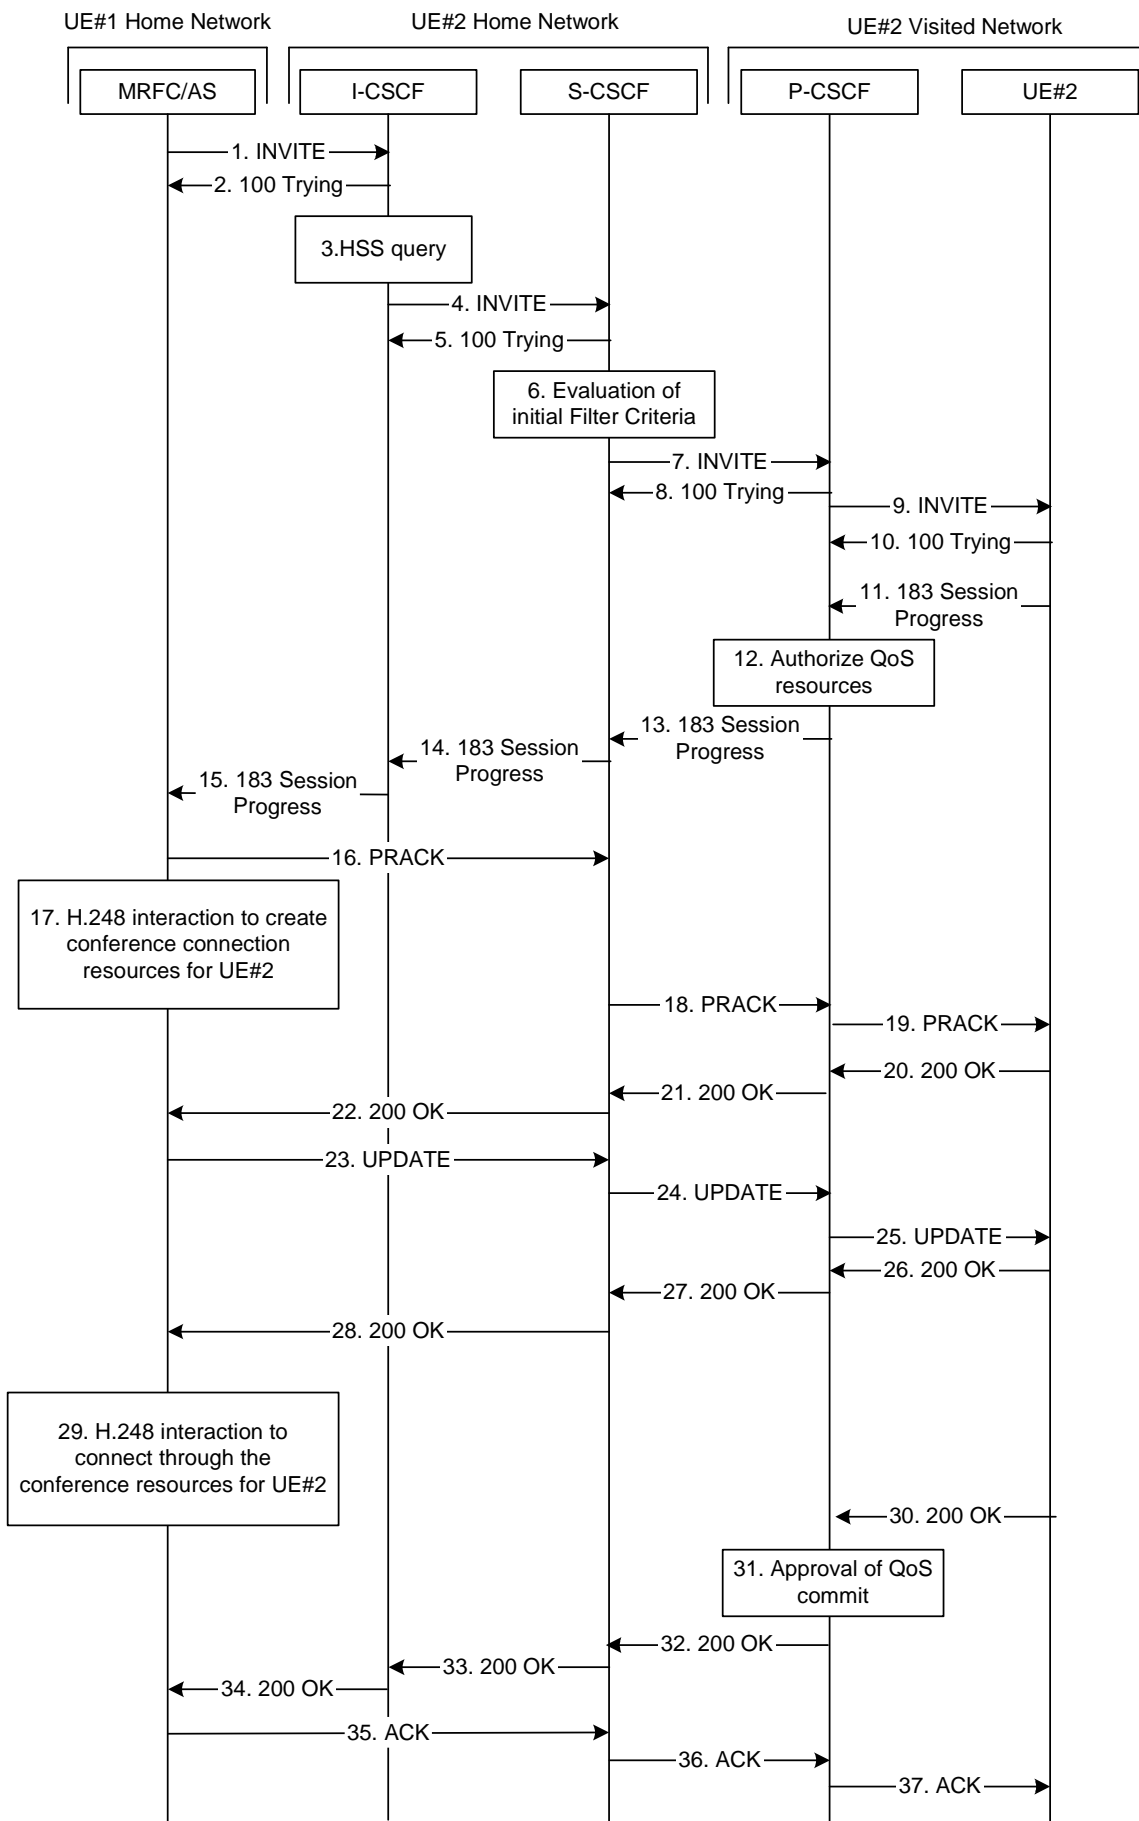 UE#1 Home Network
UE#2 Home Network
UE#2 Visited Network
MRFC/AS
I-CSCF
S-CSCF
P-CSCF
UE#2
1. INVITE
2. 100 Trying
3.HSS query
4. INVITE
5. 100 Trying
6. Evaluation of
initial Filter Criteria
7. INVITE
8. 100 Trying
9. INVITE
10. 100 Trying
11. 183 Session
Progress
12. Authorize QoS
resources
13. 183 Session
Progress
14. 183 Session
Progress
15. 183 Session
Progress
16. PRACK
17. H.248 interaction to create
conference connection
resources for UE#2
18. PRACK
19. PRACK
20. 200 OK
21. 200 OK
22. 200 OK
23. UPDATE
24. UPDATE
25. UPDATE
26. 200 OK
27. 200 OK
28. 200 OK
29. H.248 interaction to
connect through the
conference resources for UE#2
30. 200 OK
31. Approval of QoS
commit
32. 200 OK
33. 200 OK
34. 200 OK
35. ACK
36. ACK
37. ACK